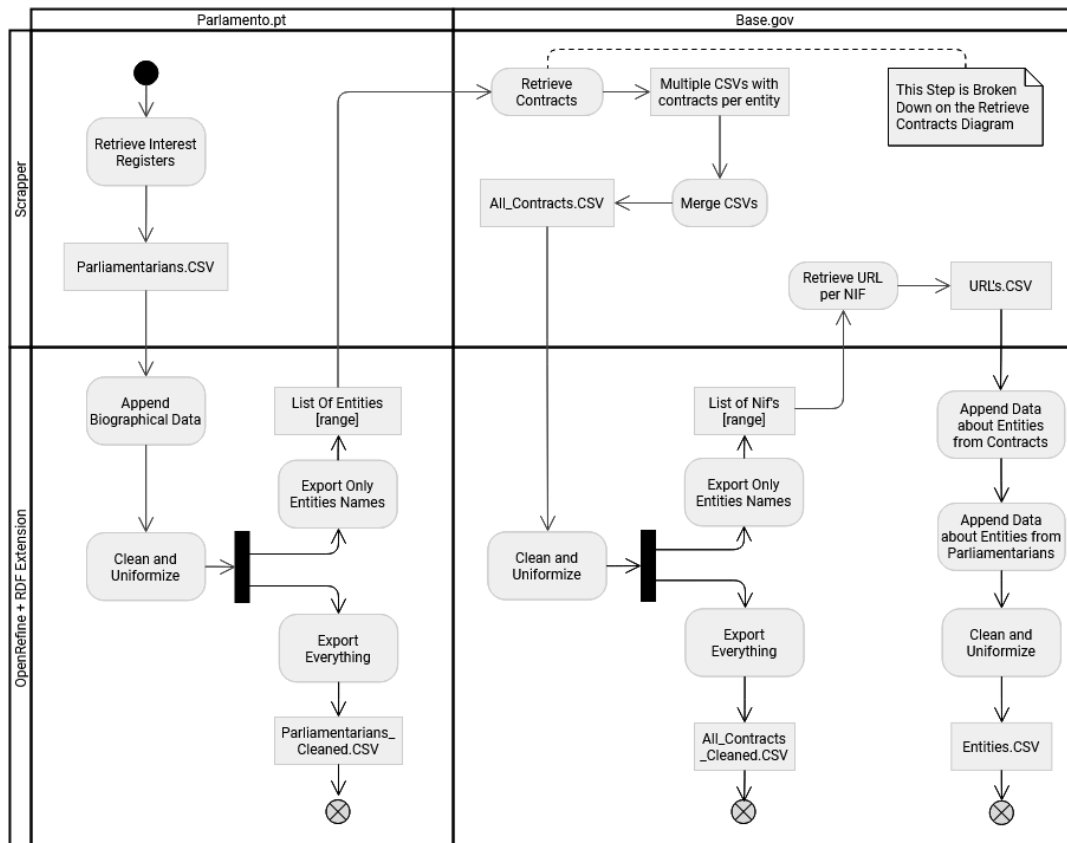 Parlamento.pt
Base.gov
Scrapper
Retrieve Interest
Registers
Parliamentarians.CSV
Retrieve
Contracts
Multiple CSVs with
contracts per entity
This Step is Broken
Down on the Retrieve
Contracts Diagram
All_Contracts.CSV
Merge CSVs
Retrieve URL
per NIF
URL's.CSV
OpenRefine + RDF Extension
Append
Biographical Data
List Of Entities
[range]
Export Only
Entities Names
Clean and
Uniformize
Export
Everything
Parliamentarians_
Cleaned.CSV
List of Nif's
[range]
Export Only
Entities Names
Clean and
Uniformize
Export
Everything
All_Contracts
_Cleaned.CSV
Append Data
about Entities
from Contracts
Append Data
about Entities from
Parliamentarians
Clean and
Uniformize
Entities.CSV